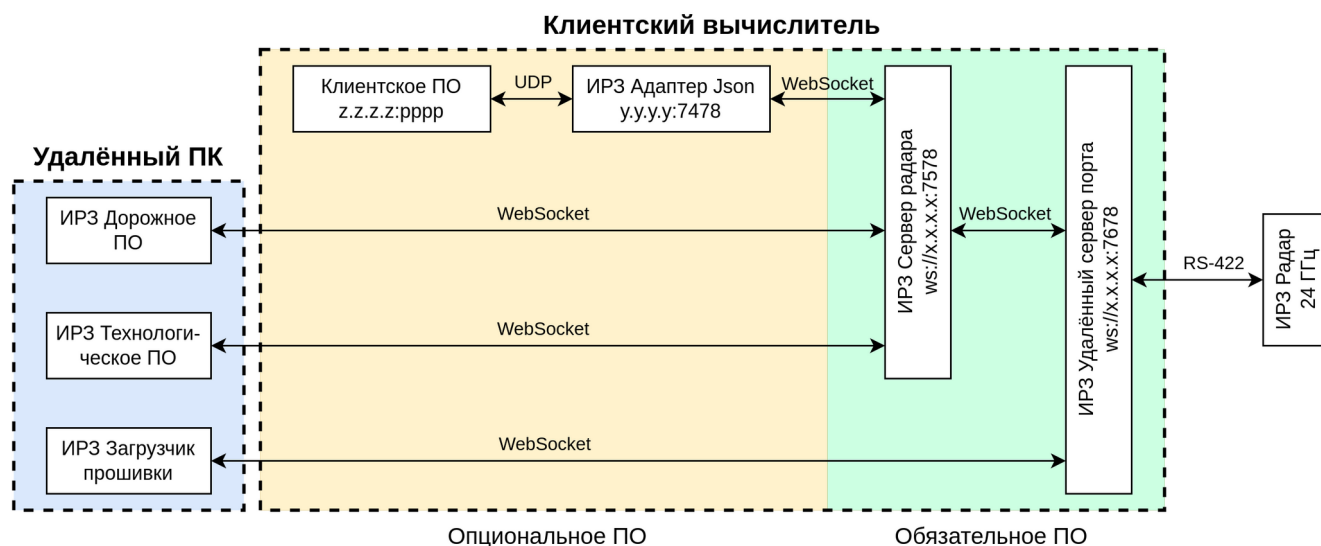 Клиентский вычислитель
Клиентское ПО
z.z.z.z:pppp
UDP
ИРЗ Адаптер Json
y.y.y.y:7478
WebSocket
Удалённый ПК
ИРЗ Дорожное
ПО
WebSocket
ИРЗ Технологи-
ческое ПО
WebSocket
ИРЗ Загрузчик
прошивки
WebSocket
ИРЗ Сервер радара
ws://x.x.x.x:7578
WebSocket
ИРЗ Удалённый сервер порта
ws://x.x.x.x:7678
RS-422
ИРЗ Радар
24 ГГц
Опциональное ПО
Обязательное ПО